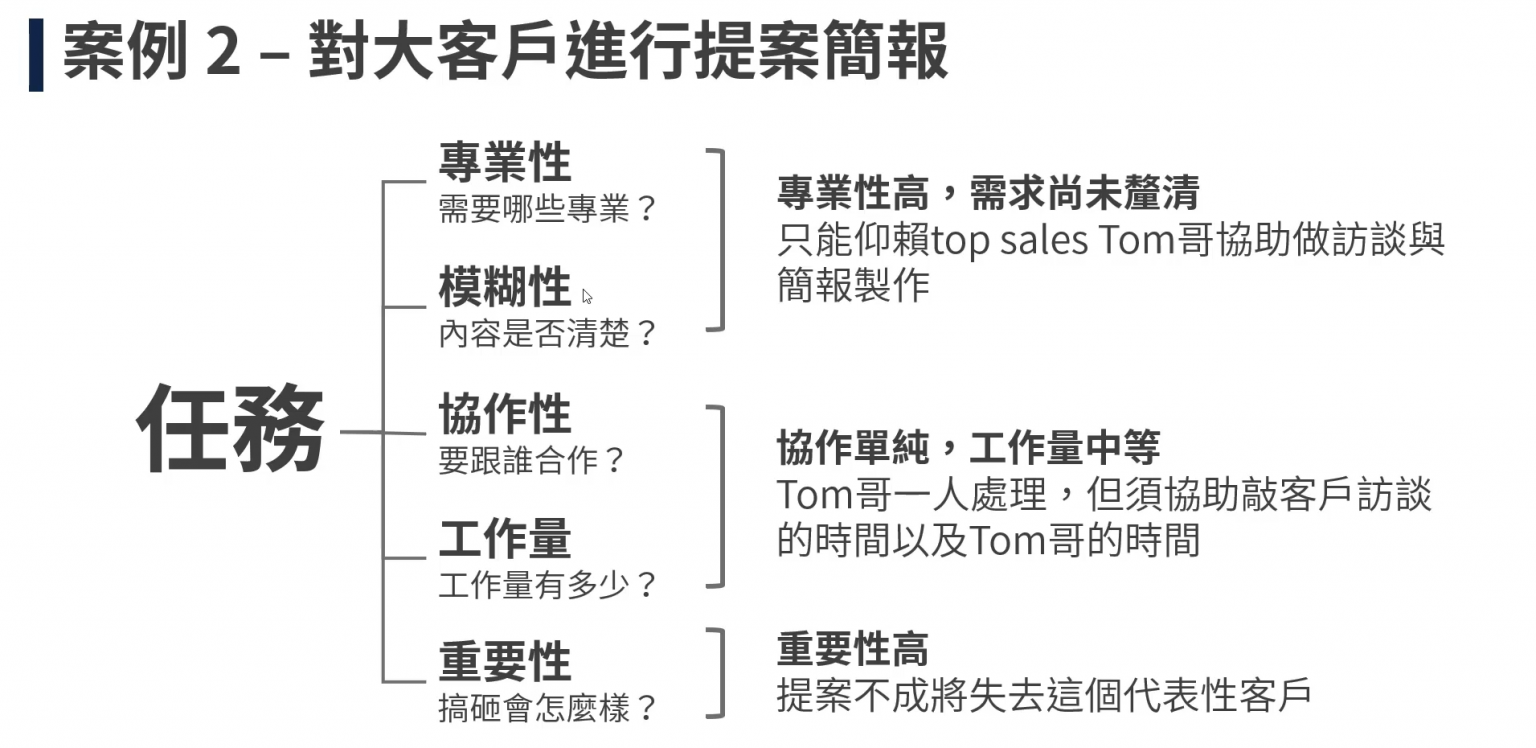 案例 2 – 對大客戶進行提案簡報
任務
專業性
需要哪些專業？
模糊性
內容是否清楚？
專業性高，需求尚未釐清
只能仰賴top sales Tom哥協助做訪談與
簡報製作
協作性
要跟誰合作？
工作量
工作量有多少？
協作單純，工作量中等
Tom哥一人處理，但須協助敲客戶訪談
的時間以及Tom哥的時間
重要性
搞砸會怎麼樣？
重要性高
提案不成將失去這個代表性客戶